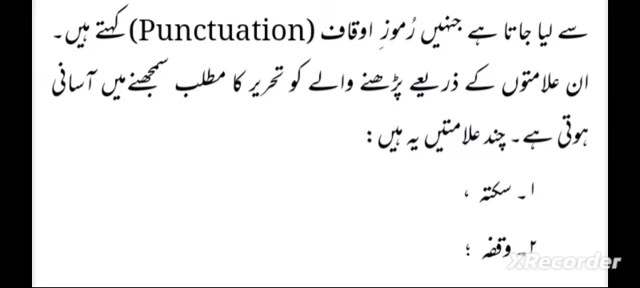 سے لیا جاتا ہے جنہیں رُموزِ اوقاف (Punctuation) کہتے ہیں۔
ان علامتوں کے ذریعے پڑھنے والے کو تحریر کا مطلب سمجھنے میں آسانی
ہوتی ہے۔ چند علامتیں یہ ہیں:
۱۔ سکتہ ،
۲۔ وقفہ ؛
XRecorder